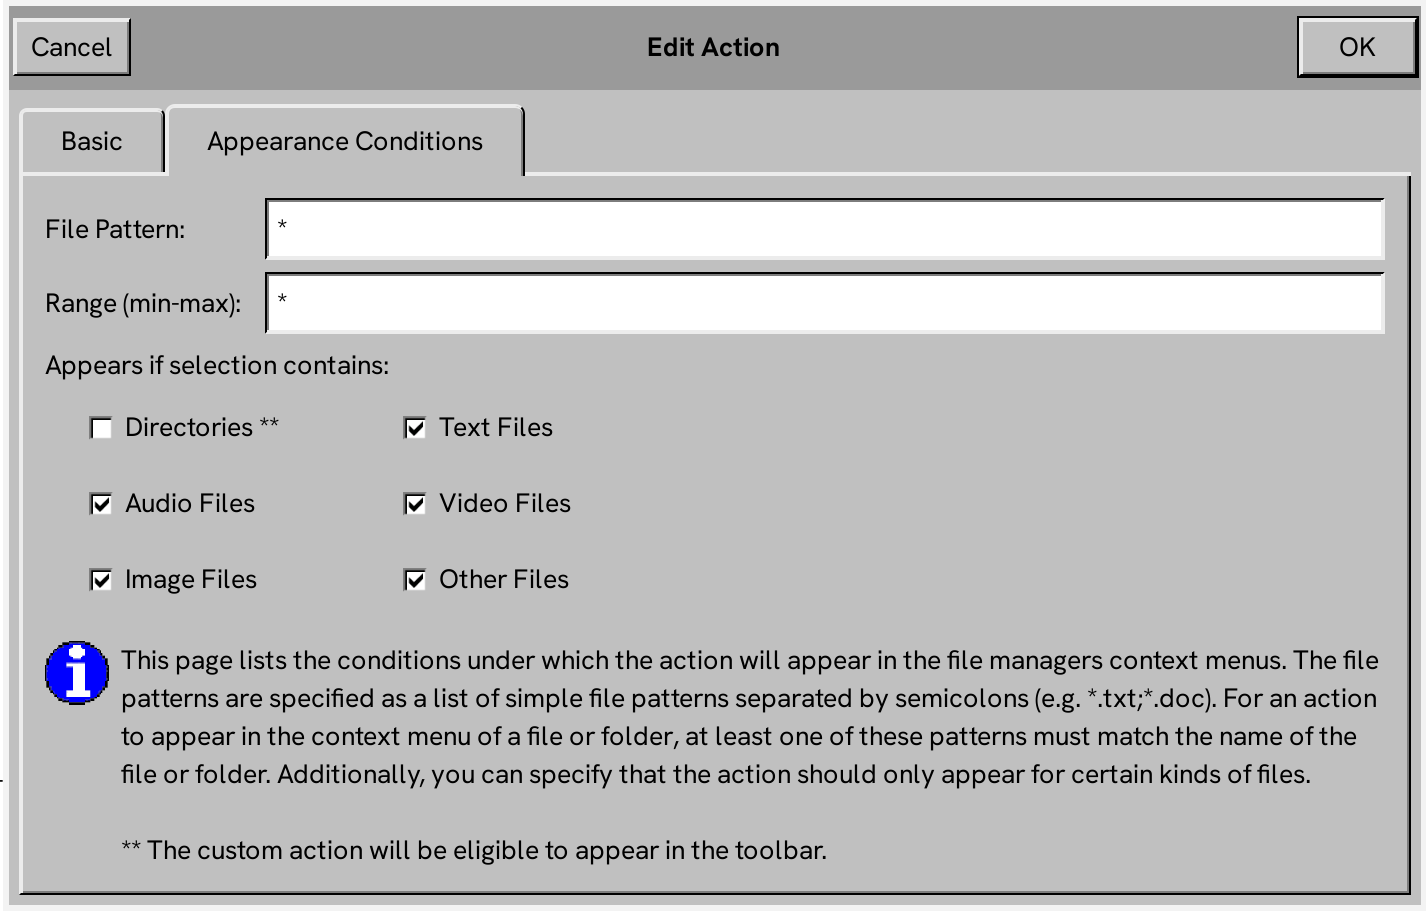 Cancel
Edit Action
OK
Basic
Appearance Conditions
File Pattern:
*
Range (min-max):
*
Appears if selection contains:
Directories **
Text Files
Audio Files
Video Files
Image Files
Other Files
This page lists the conditions under which the action will appear in the file managers context menus. The file
patterns are specified as a list of simple file patterns separated by semicolons (e.g. *.txt;*.doc). For an action
to appear in the context menu of a file or folder, at least one of these patterns must match the name of the
file or folder. Additionally, you can specify that the action should only appear for certain kinds of files.
** The custom action will be eligible to appear in the toolbar.